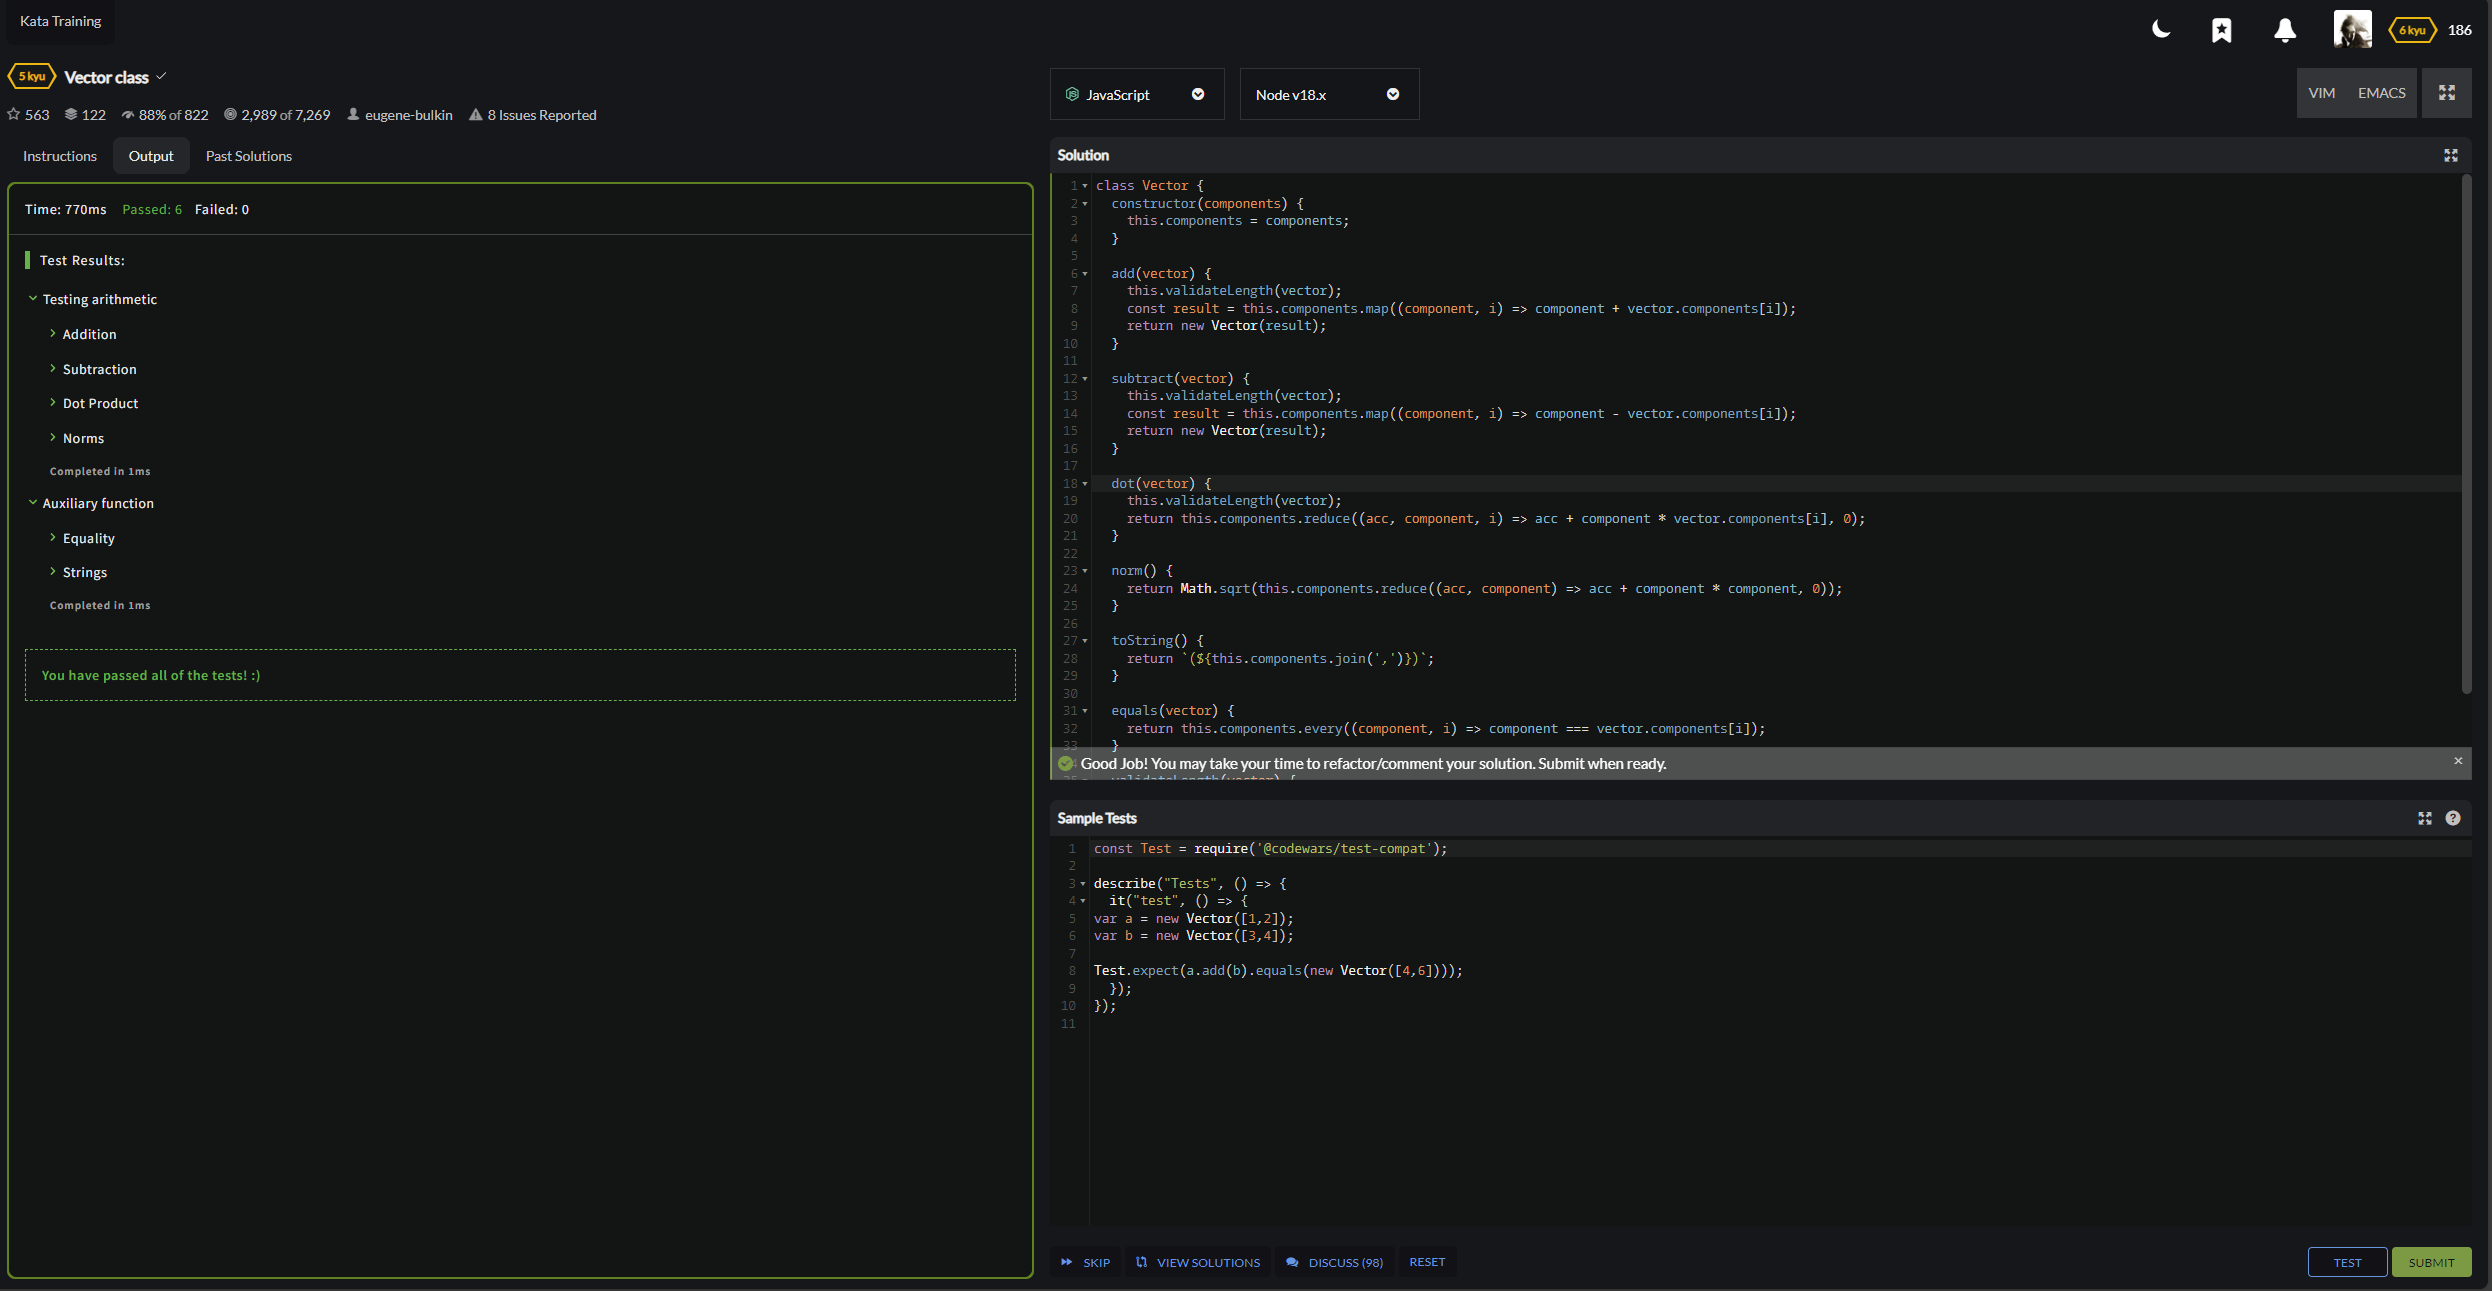 Kata Training
6 kyu 186
5 kyu Vector class
563 122 88% of 822 2,989 of 7,269 eugene-bulkin 8 Issues Reported
Instructions Output Past Solutions
Time: 770ms Passed: 6 Failed: 0
Test Results:
Testing arithmetic
Addition
Subtraction
Dot Product
Norms
Completed in 1ms
Auxiliary function
Equality
Strings
Completed in 1ms
You have passed all of the tests! :)
JavaScript Node v18.x VIM EMACS
Solution
1 class Vector {
2 constructor(components) {
3 this.components = components;
4 }
5
6 add(vector) {
7 this.validateLength(vector);
8 const result = this.components.map((component, i) => component + vector.components[i]);
9 return new Vector(result);
10 }
11
12 subtract(vector) {
13 this.validateLength(vector);
14 const result = this.components.map((component, i) => component - vector.components[i]);
15 return new Vector(result);
16 }
17
18 dot(vector) {
19 this.validateLength(vector);
20 return this.components.reduce((acc, component, i) => acc + component * vector.components[i], 0);
21 }
22
23 norm() {
24 return Math.sqrt(this.components.reduce((acc, component) => acc + component * component, 0));
25 }
26
27 toString() {
28 return `(${this.components.join(',')})`;
29 }
30
31 equals(vector) {
32 return this.components.every((component, i) => component === vector.components[i]);
33 }
Good Job! You may take your time to refactor/comment your solution. Submit when ready.
35 validateLength(vector) {
Sample Tests
1 const Test = require('@codewars/test-compat');
2
3 describe("Tests", () => {
4 it("test", () => {
5 var a = new Vector([1,2]);
6 var b = new Vector([3,4]);
7
8 Test.expect(a.add(b).equals(new Vector([4,6])));
9 });
10 });
11
SKIP VIEW SOLUTIONS DISCUSS (98) RESET TEST SUBMIT